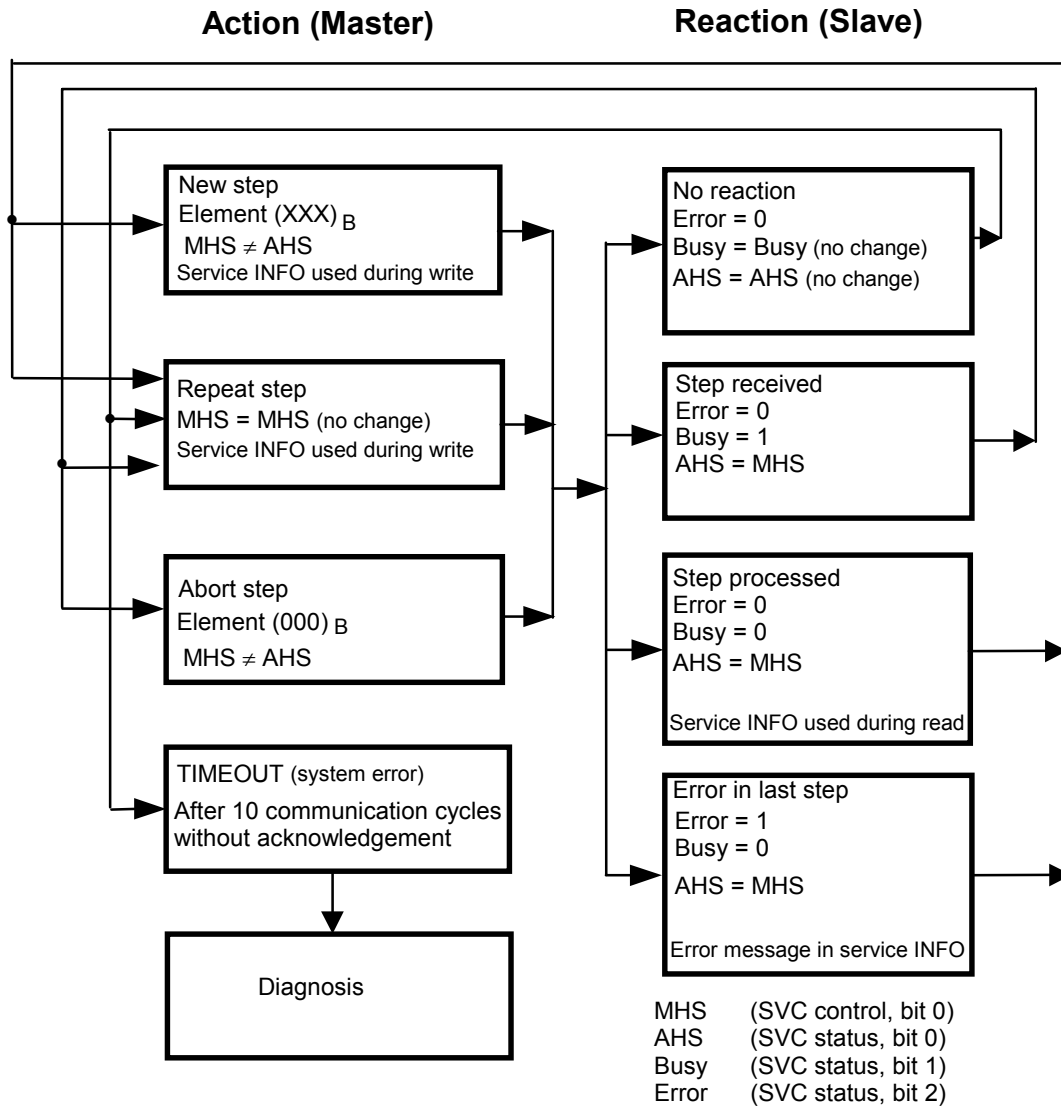 Action (Master)
Reaction (Slave)
New step
Element (XXX) B
MHS ≠ AHS
Service INFO used during write
Repeat step
MHS = MHS (no change)
Service INFO used during write
Abort step
Element (000) B
MHS ≠ AHS
TIMEOUT (system error)
After 10 communication cycles
without acknowledgement
Diagnosis
No reaction
Error = 0
Busy = Busy (no change)
AHS = AHS (no change)
Step received
Error = 0
Busy = 1
AHS = MHS
Step processed
Error = 0
Busy = 0
AHS = MHS
Service INFO used during read
Error in last step
Error = 1
Busy = 0
AHS = MHS
Error message in service INFO
MHS (SVC control, bit 0)
AHS (SVC status, bit 0)
Busy (SVC status, bit 1)
Error (SVC status, bit 2)